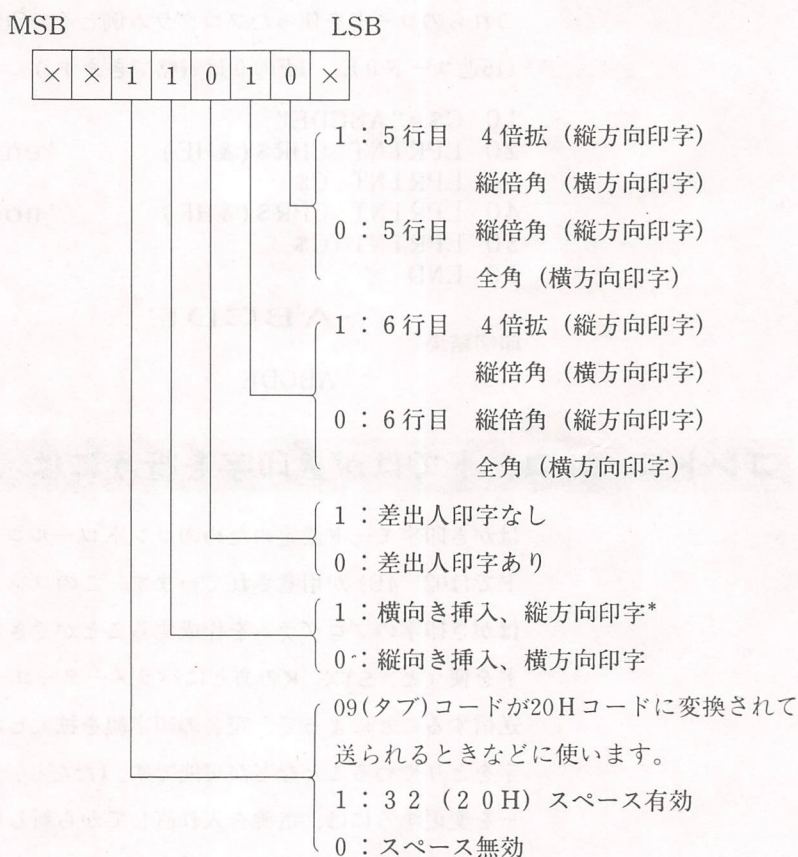 MSB LSB
× × 1 1 0 1 0 ×
1：5行目 4倍拡（縦方向印字）
縦倍角（横方向印字）
0：5行目 縦倍角（縦方向印字）
全角（横方向印字）
1：6行目 4倍拡（縦方向印字）
縦倍角（横方向印字）
0：6行目 縦倍角（縦方向印字）
全角（横方向印字）
1：差出人印字なし
0：差出人印字あり
1：横向き挿入、縦方向印字*
0：縦向き挿入、横方向印字
09(タブ)コードが20Hコードに変換されて
送られるときなどに使います。
1：32（20H）スペース有効
0：スペース無効